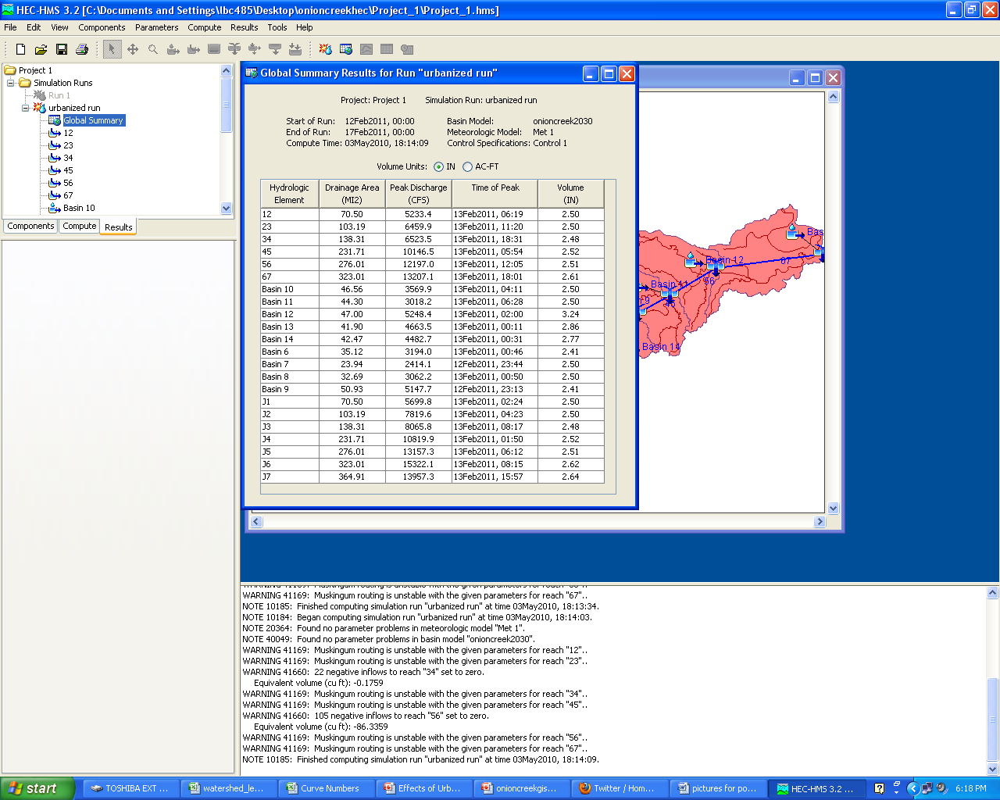 HEC-HMS 3.2 [C:\Documents and Settings\lbc485\Desktop\onioncreekhec\Project_1\Project_1.hms]
File Edit View Components Parameters Compute Results Tools Help
Project 1
Simulation Runs
Run 1
urbanized run
Global Summary
12
23
34
45
56
67
Basin 10
Components Compute Results
Global Summary Results for Run "urbanized run"
Project: Project 1 Simulation Run: urbanized run
Start of Run: 12Feb2011, 00:00 Basin Model: onioncreek2030
End of Run: 17Feb2011, 00:00 Meteorologic Model: Met 1
Compute Time: 03May2010, 18:14:09 Control Specifications: Control 1
Volume Units: IN AC-FT
Hydrologic Element Drainage Area (MI2) Peak Discharge (CFS) Time of Peak Volume (IN)
12 70.50 5233.4 13Feb2011, 06:19 2.50
23 103.19 6459.9 13Feb2011, 11:20 2.50
34 138.31 6523.5 13Feb2011, 18:31 2.48
45 231.71 10146.5 13Feb2011, 05:54 2.52
56 276.01 12197.0 13Feb2011, 12:05 2.51
67 323.01 13207.1 13Feb2011, 18:01 2.61
Basin 10 46.56 3569.9 13Feb2011, 04:11 2.50
Basin 11 44.30 3018.2 13Feb2011, 06:28 2.50
Basin 12 47.00 5248.4 13Feb2011, 02:00 3.24
Basin 13 41.90 4663.5 13Feb2011, 00:11 2.86
Basin 14 42.47 4482.7 13Feb2011, 00:31 2.77
Basin 6 35.12 3194.0 13Feb2011, 00:46 2.41
Basin 7 23.94 2414.1 12Feb2011, 23:44 2.50
Basin 8 32.69 3062.2 13Feb2011, 00:50 2.50
Basin 9 50.93 5147.7 12Feb2011, 23:13 2.41
J1 70.50 5699.8 13Feb2011, 02:24 2.50
J2 103.19 7819.6 13Feb2011, 04:23 2.50
J3 138.31 8065.8 13Feb2011, 08:17 2.48
J4 231.71 10819.9 13Feb2011, 01:50 2.52
J5 276.01 13157.3 13Feb2011, 06:12 2.51
J6 323.01 15322.1 13Feb2011, 08:15 2.62
J7 364.91 13957.3 13Feb2011, 15:57 2.64
Bas
Basin 12
67
56
Basin 14
WARNING 41169: Muskingum routing is unstable with the given parameters for reach "67"..
NOTE 10185: Finished computing simulation run "urbanized run" at time 03May2010, 18:13:34.
NOTE 10184: Began computing simulation run "urbanized run" at time 03May2010, 18:14:03.
NOTE 20364: Found no parameter problems in meteorologic model "Met 1".
NOTE 40049: Found no parameter problems in basin model "onioncreek2030".
WARNING 41169: Muskingum routing is unstable with the given parameters for reach "12"..
WARNING 41169: Muskingum routing is unstable with the given parameters for reach "23"..
WARNING 41660: 22 negative inflows to reach "34" set to zero.
Equivalent volume (cu ft): -0.1759
WARNING 41169: Muskingum routing is unstable with the given parameters for reach "34"..
WARNING 41169: Muskingum routing is unstable with the given parameters for reach "45"..
WARNING 41660: 105 negative inflows to reach "56" set to zero.
Equivalent volume (cu ft): -86.3359
WARNING 41169: Muskingum routing is unstable with the given parameters for reach "56"..
WARNING 41169: Muskingum routing is unstable with the given parameters for reach "67"..
NOTE 10185: Finished computing simulation run "urbanized run" at time 03May2010, 18:14:09.
start TOSHIBA EXT ... watershed_le... Curve Numbers Effects of Urb... onioncreekgis... Twitter / Hom... pictures for po... HEC-HMS 3.2 ... 6:18 PM